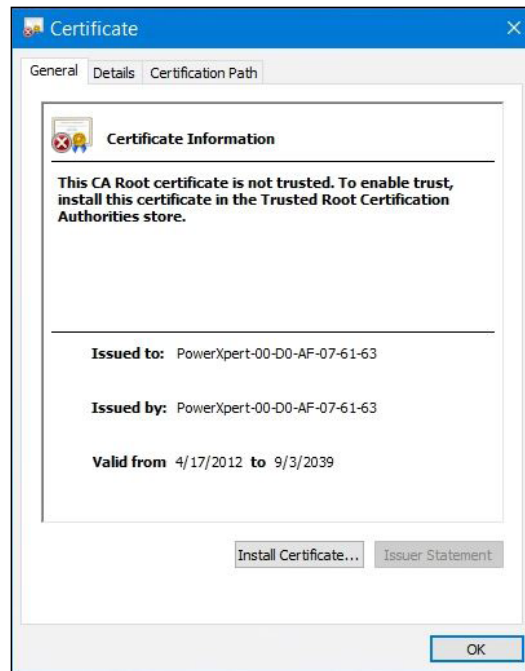 Certificate
General Details Certification Path
Certificate Information
This CA Root certificate is not trusted. To enable trust,
install this certificate in the Trusted Root Certification
Authorities store.
Issued to: PowerXpert-00-D0-AF-07-61-63
Issued by: PowerXpert-00-D0-AF-07-61-63
Valid from 4/17/2012 to 9/3/2039
Install Certificate... Issuer Statement
OK